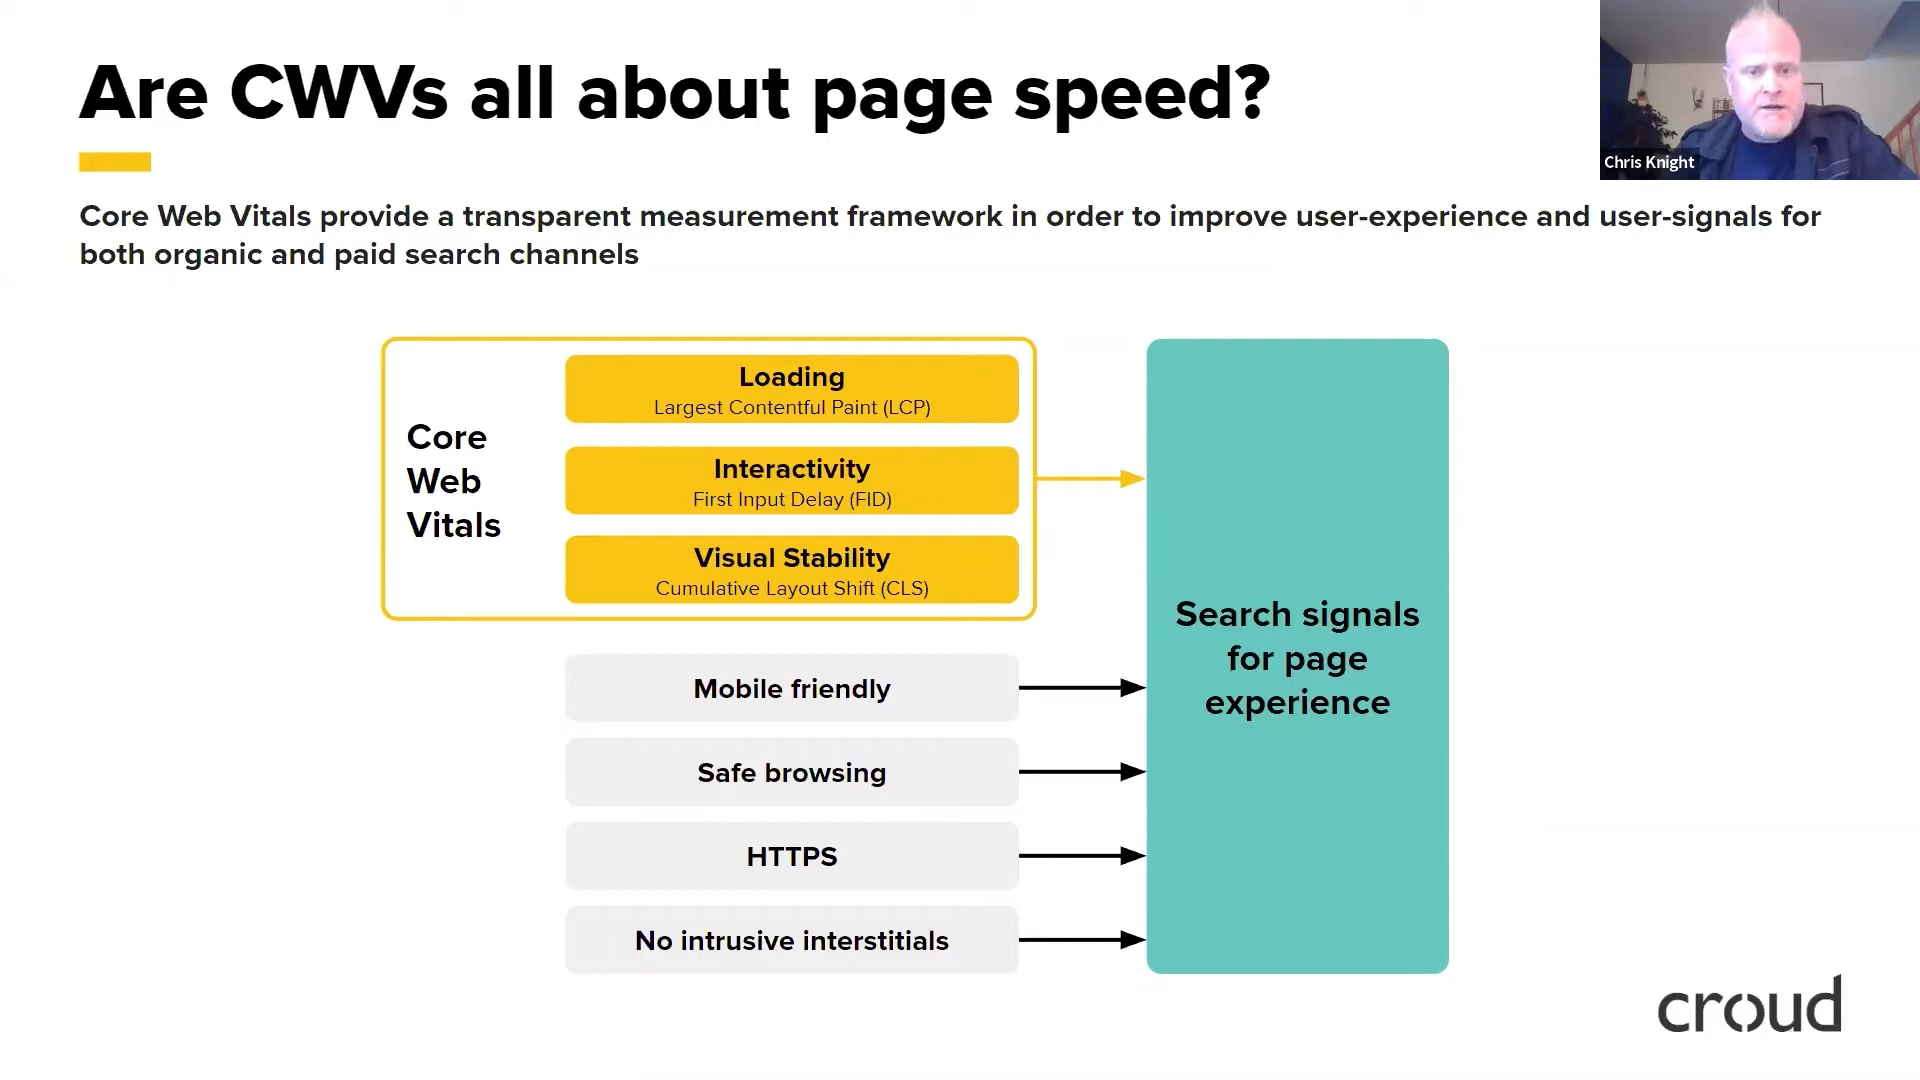 Are CWVs all about page speed?
Chris Knight
Core Web Vitals provide a transparent measurement framework in order to improve user-experience and user-signals for
both organic and paid search channels
Core
Web
Vitals
Loading
Largest Contentful Paint (LCP)
Interactivity
First Input Delay (FID)
Visual Stability
Cumulative Layout Shift (CLS)
Mobile friendly
Safe browsing
HTTPS
No intrusive interstitials
Search signals
for page
experience
croud